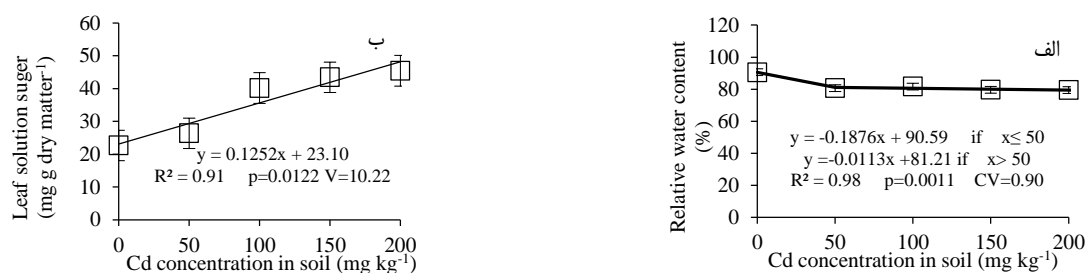 ب
Leaf solution suger
(mg g dry matter⁻¹)
60
50
40
30
20
10
0
y = 0.1252x + 23.10
R² = 0.91 p=0.0122 V=10.22
0 50 100 150 200
Cd concentration in soil (mg kg⁻¹)
الف
Relative water content
(%)
120
100
80
60
40
20
0
y = -0.1876x + 90.59 if x≤ 50
y=-0.0113x +81.21 if x> 50
R² = 0.98 p=0.0011 CV=0.90
0 50 100 150 200
Cd concentration in soil (mg kg⁻¹)